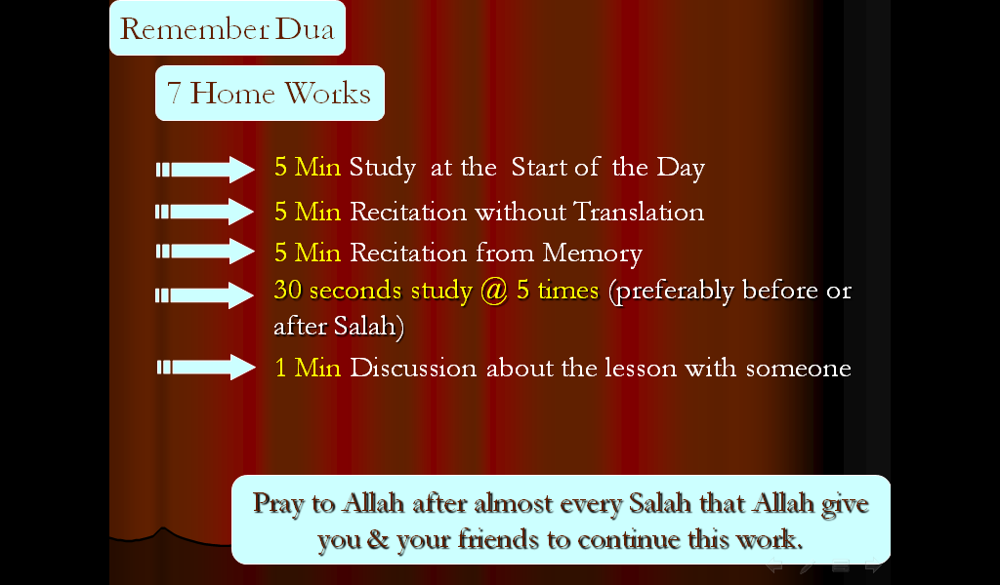 Remember Dua
7 Home Works
5 Min Study at the Start of the Day
5 Min Recitation without Translation
5 Min Recitation from Memory
30 seconds study @ 5 times (preferably before or
after Salah)
1 Min Discussion about the lesson with someone
Pray to Allah after almost every Salah that Allah give
you & your friends to continue this work.